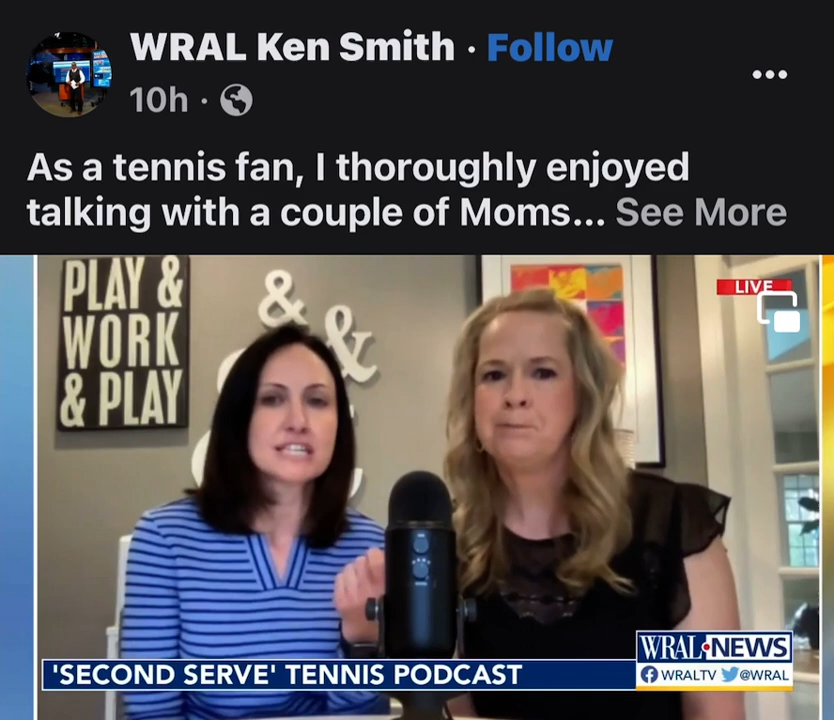 WRAL Ken Smith · Follow
10h ·
As a tennis fan, I thoroughly enjoyed
talking with a couple of Moms... See More
PLAY &
WORK
& PLAY
&
&
&
LIVE
'SECOND SERVE' TENNIS PODCAST
WRAL NEWS
WRALTV @WRAL